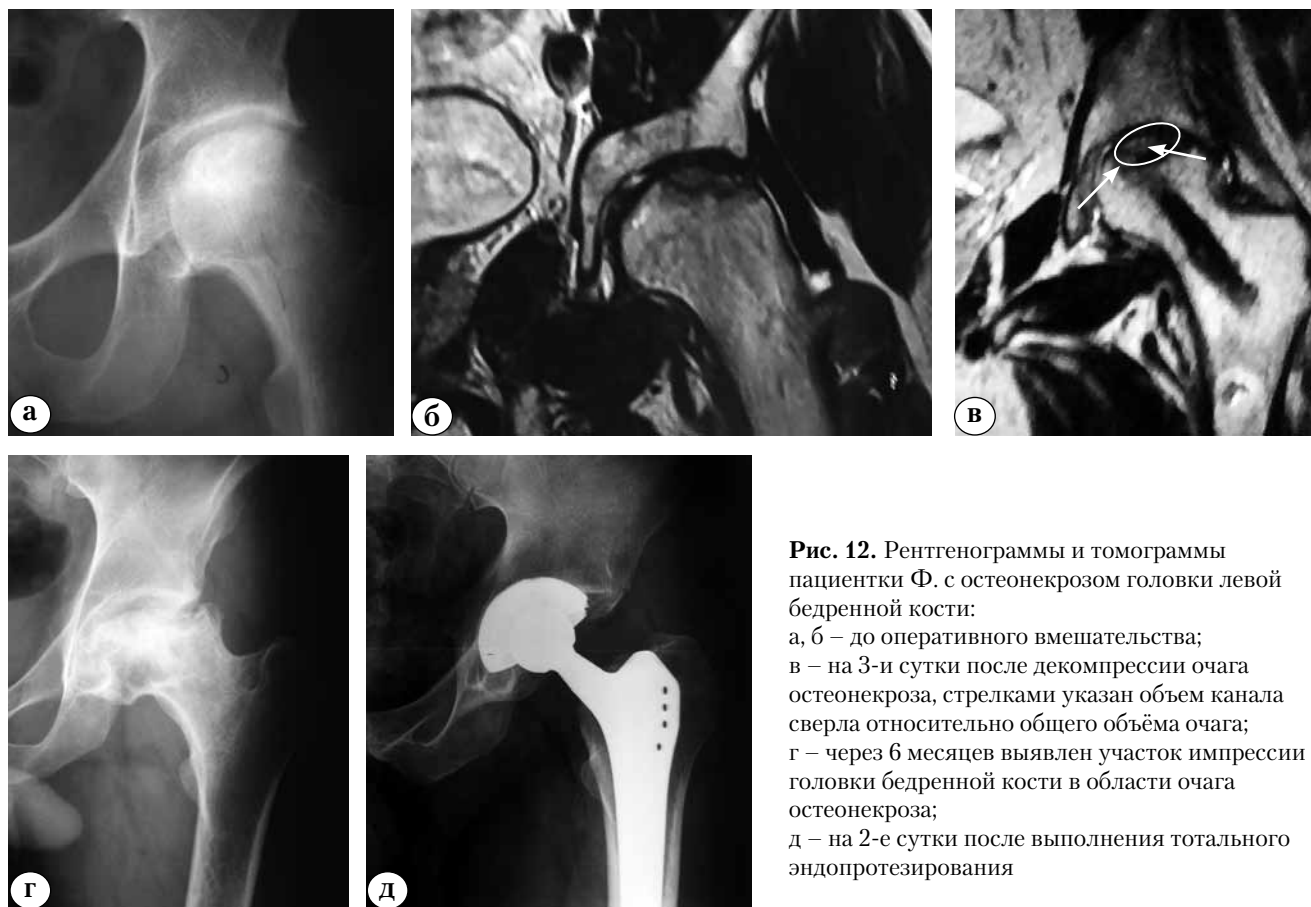 а
б
в
г
д
Рис. 12. Рентгенограммы и томограммы
пациентки Ф. с остеонекрозом головки левой
бедренной кости:
а, б – до оперативного вмешательства;
в – на 3-и сутки после декомпрессии очага
остеонекроза, стрелками указан объем канала
сверла относительно общего объёма очага;
г – через 6 месяцев выявлен участок импрессии
головки бедренной кости в области очага
остеонекроза;
д – на 2-е сутки после выполнения тотального
эндопротезирования